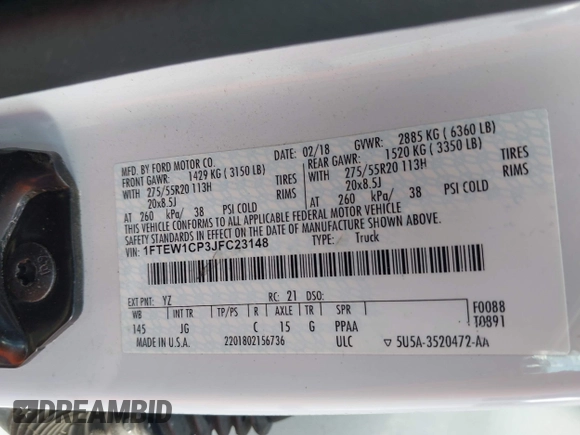 MFD. BY FORD MOTOR CO.
DATE: 02/18 GVWR: 2885 KG ( 6360 LB)
FRONT GAWR: 1429 KG ( 3150 LB) REAR GAWR: 1520 KG ( 3350 LB)
WITH 275/55R20 113H TIRES WITH 275/55R20 113H TIRES
20x8.5J RIMS 20x8.5J RIMS
AT 260 kPa/ 38 PSI COLD AT 260 kPa/ 38 PSI COLD
THIS VEHICLE CONFORMS TO ALL APPLICABLE FEDERAL MOTOR VEHICLE
SAFETY STANDARDS IN EFFECT ON THE DATE OF MANUFACTURE SHOWN ABOVE.
VIN: 1FTEW1CP3JFC23148 TYPE: Truck
EXT PNT: YZ RC: 21 DSO:
WB INT TR TP/PS R AXLE TR SPR F0088
145 JG C 15 G PPAA T0891
MADE IN U.S.A. 2201802156736 ULC ▽ 5U5A-3520472-AA
DREAMBID